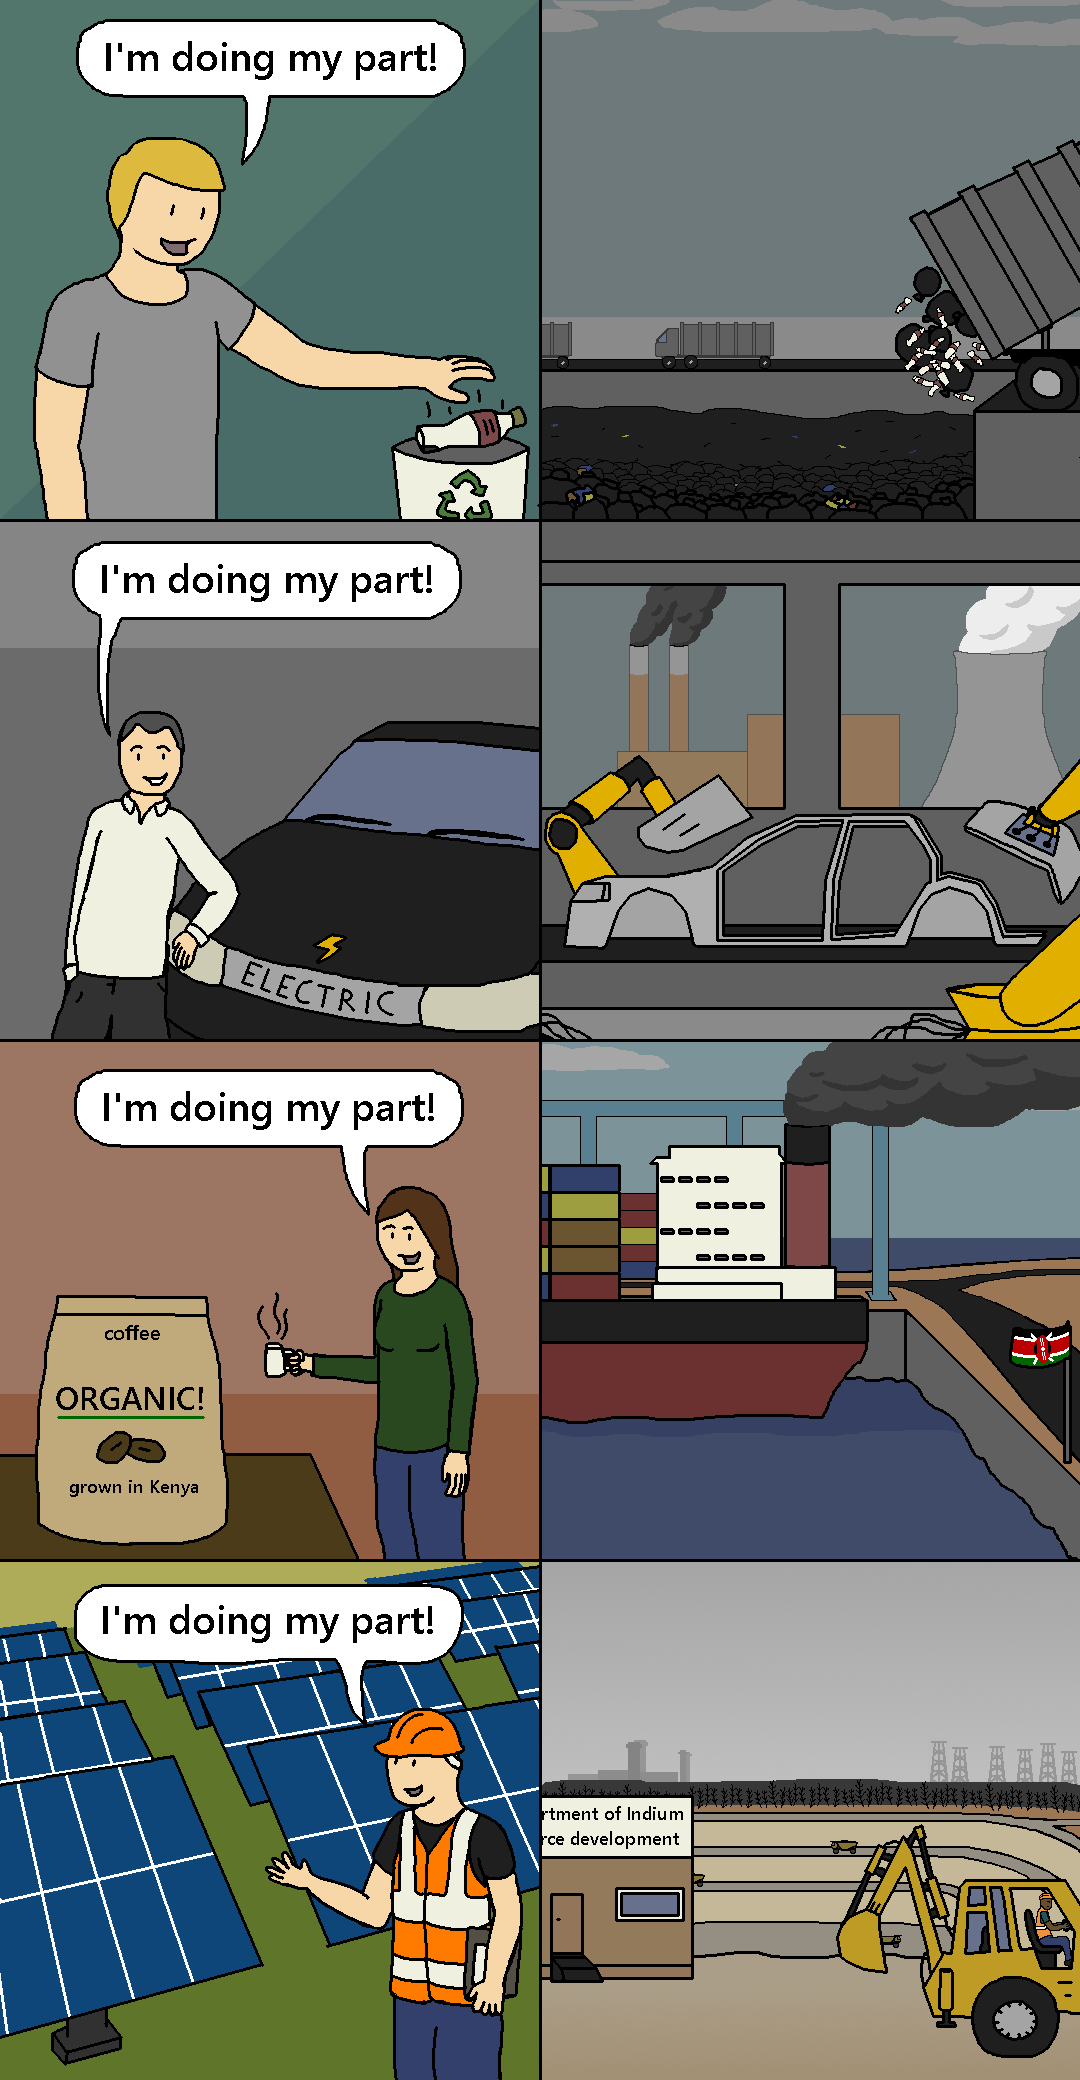 I'm doing my part!
I'm doing my part!
ELECTRIC
I'm doing my part!
coffee
ORGANIC!
grown in Kenya
I'm doing my part!
rtment of Indium
rce development